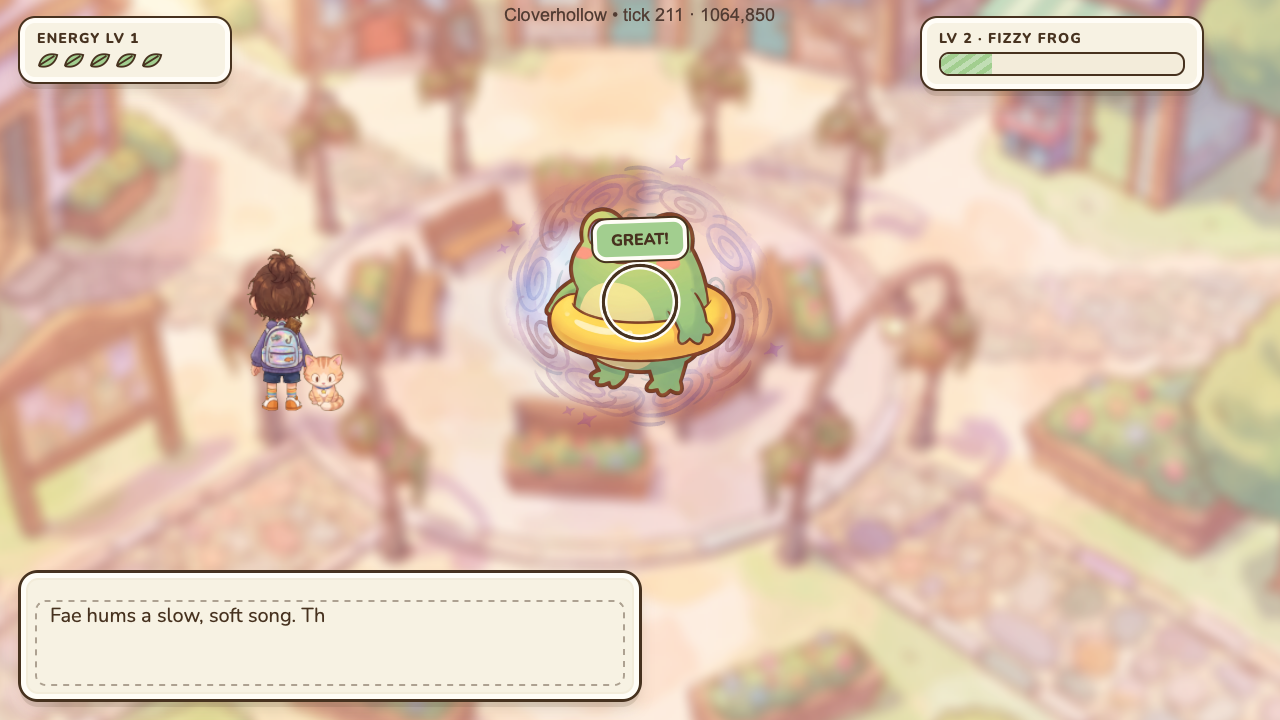 Cloverhollow • tick 211 · 1064,850
ENERGY LV 1
LV 2 · FIZZY FROG
GREAT!
Fae hums a slow, soft song. Th